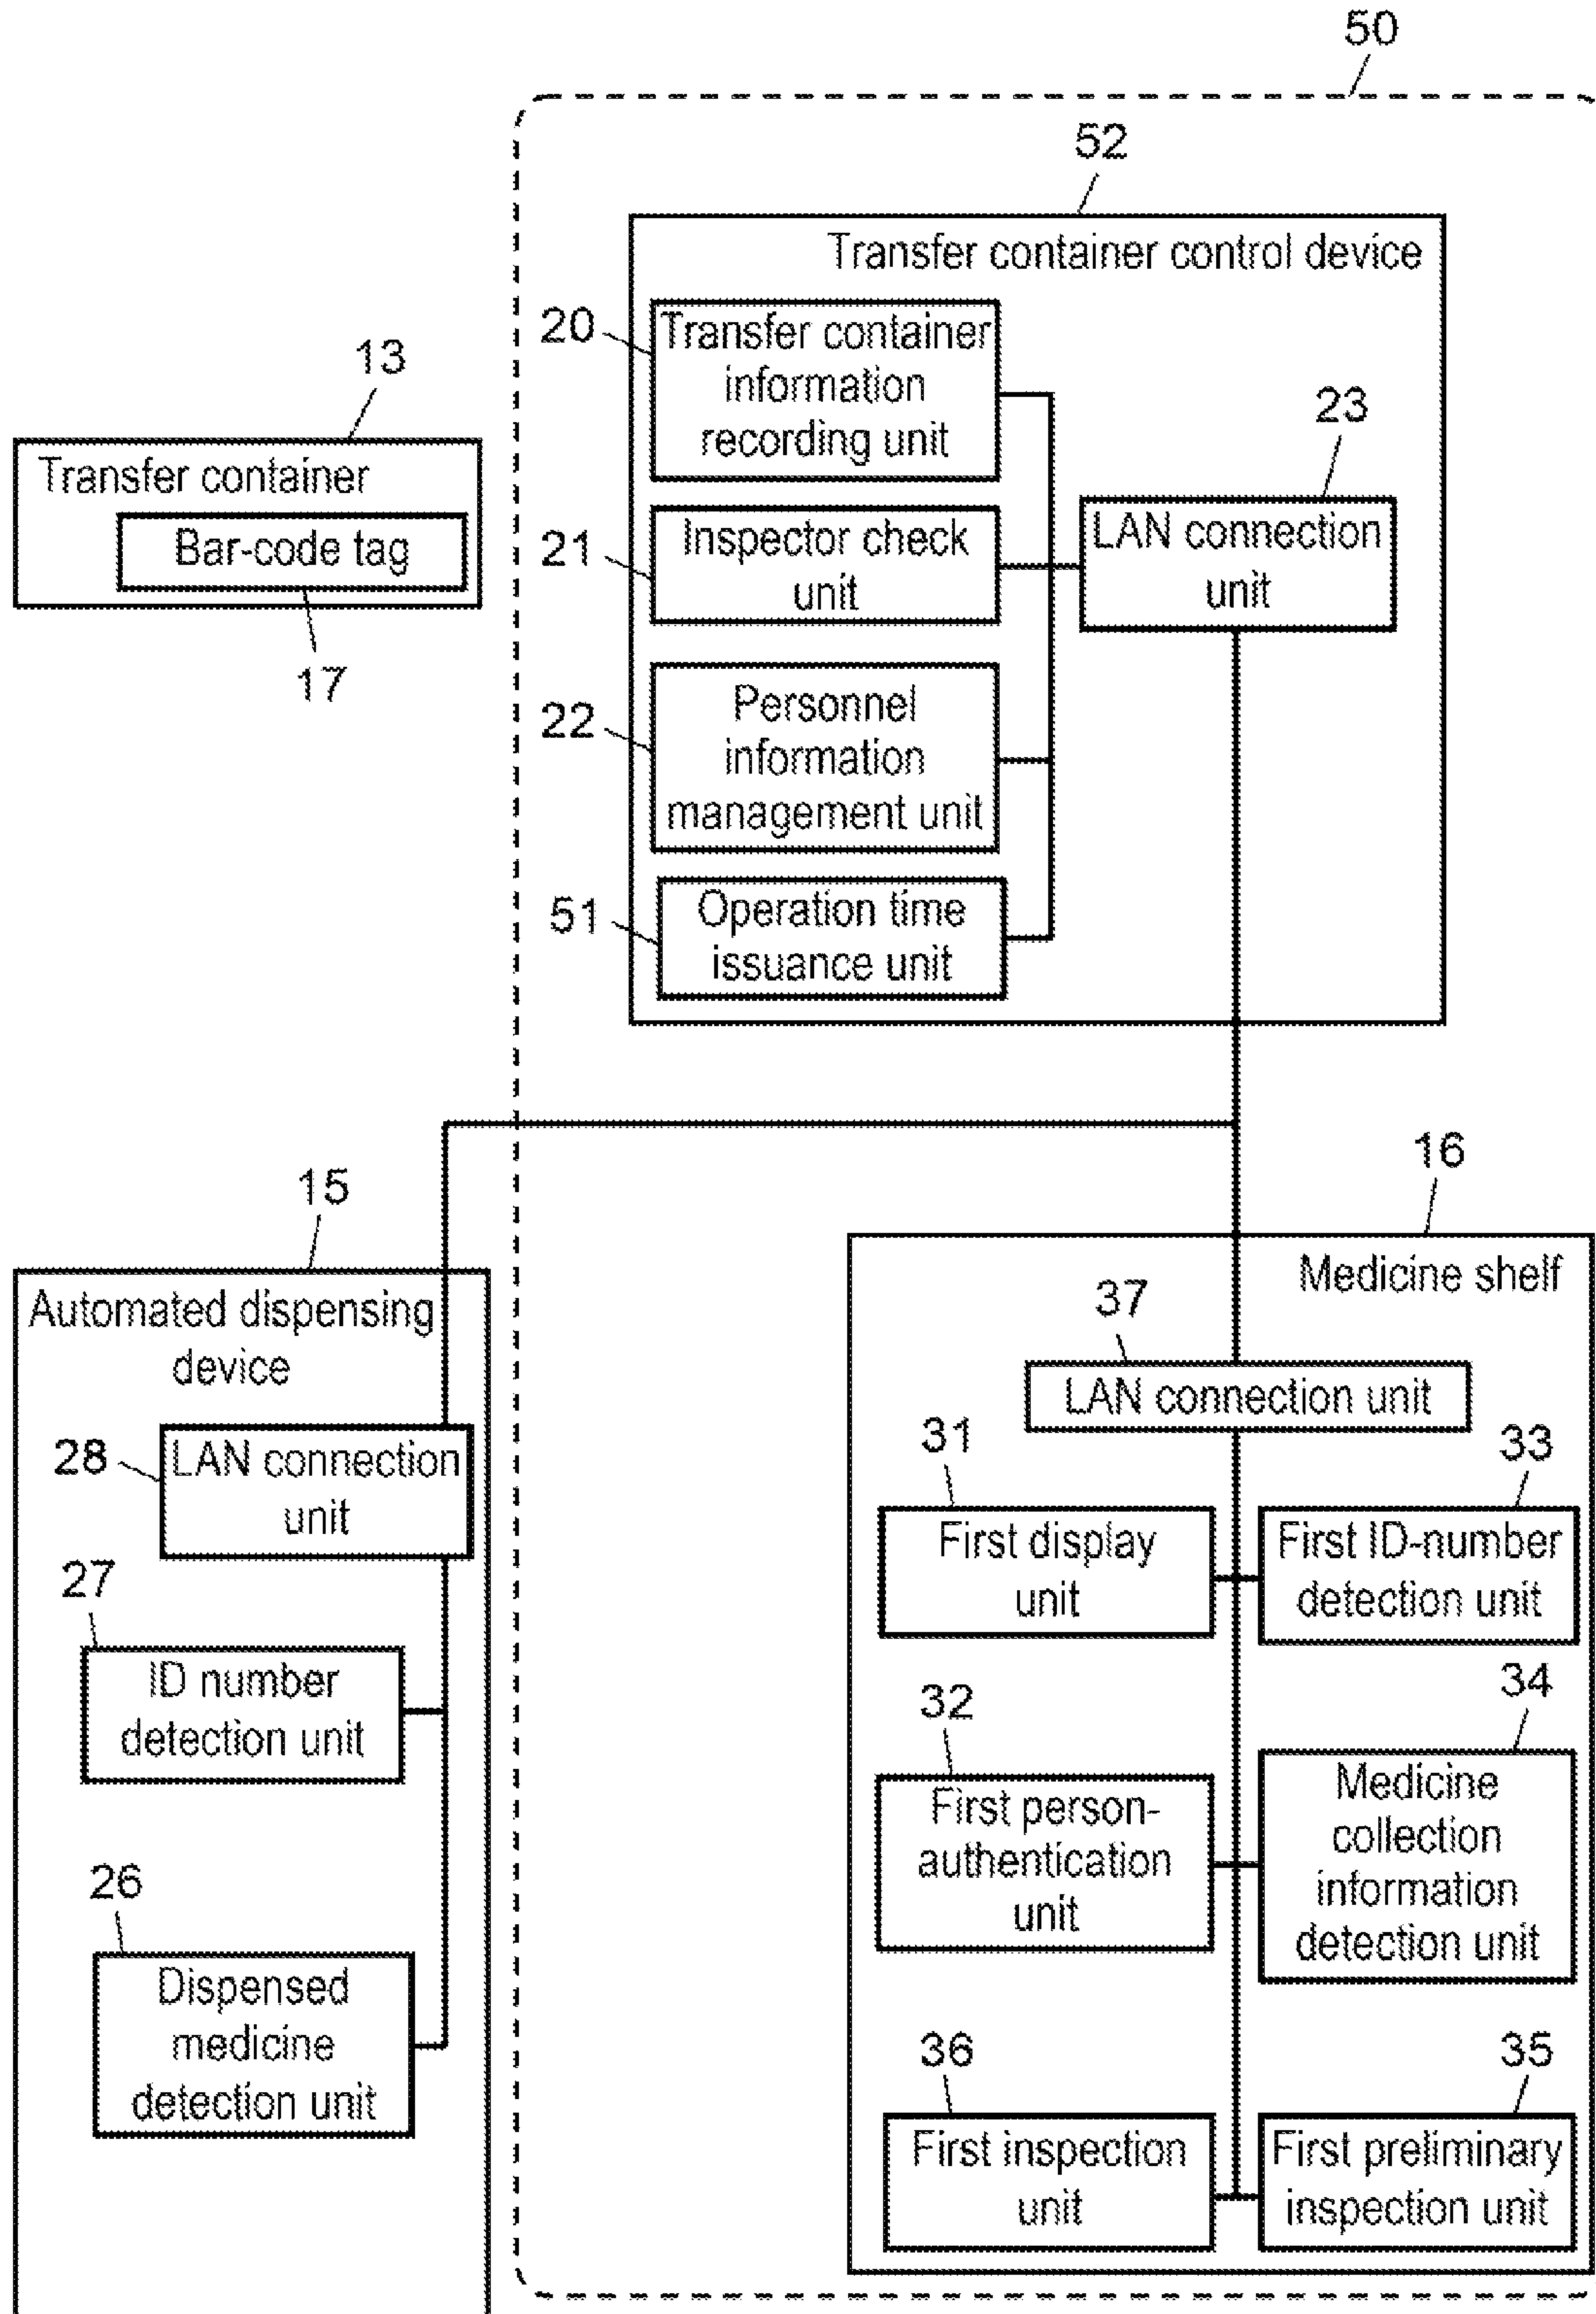 50
52
Transfer container control device
20
Transfer container
information
recording unit
23
LAN connection
unit
21
Inspector check
unit
22
Personnel
information
management unit
51
Operation time
issuance unit
13
Transfer container
Bar-code tag
17
15
Automated dispensing
device
28
LAN connection
unit
27
ID number
detection unit
26
Dispensed
medicine
detection unit
16
Medicine shelf
37
LAN connection unit
31
First display
unit
33
First ID-number
detection unit
32
First person-
authentication
unit
34
Medicine
collection
information
detection unit
36
First inspection
unit
35
First preliminary
inspection unit